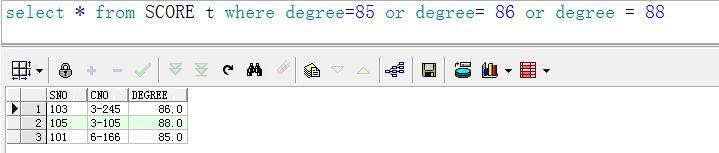 select * from SCORE t where degree=85 or degree= 86 or degree = 88
SNO CNO DEGREE
1 103 3-245 86.0
2 105 3-105 88.0
3 101 6-166 85.0